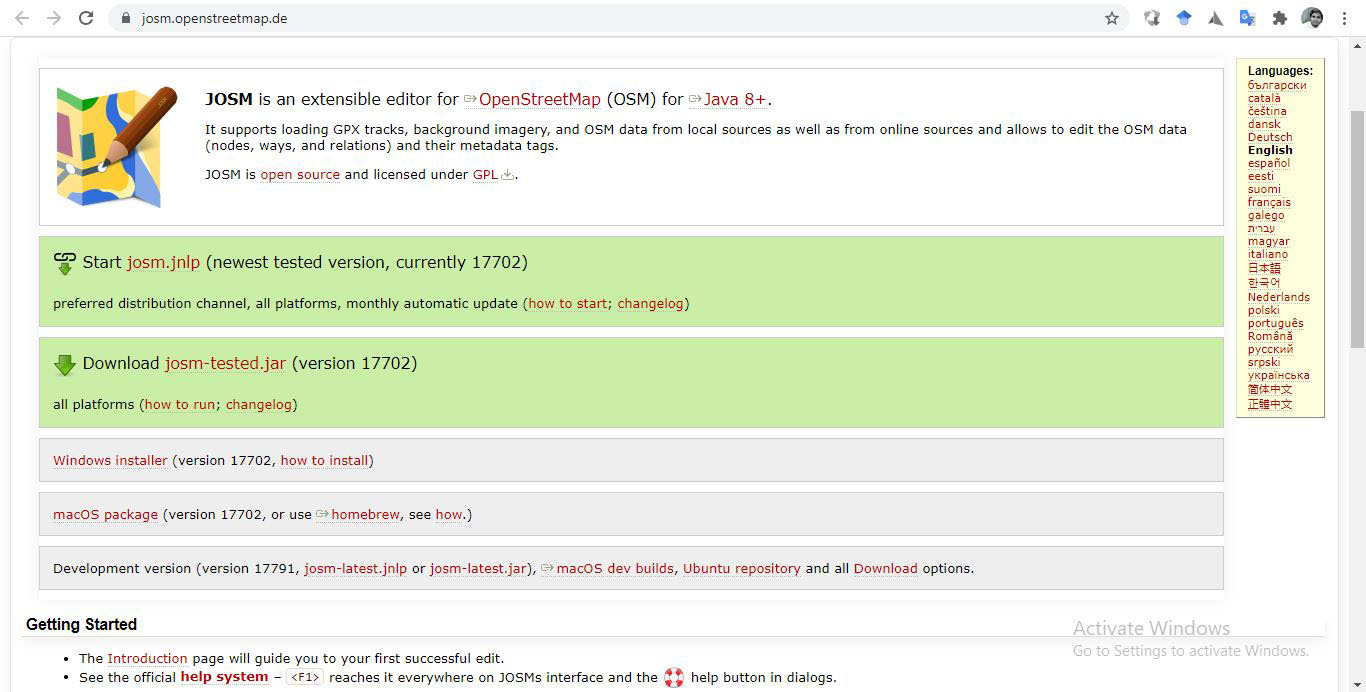 josm.openstreetmap.de
JOSM is an extensible editor for OpenStreetMap (OSM) for Java 8+.
It supports loading GPX tracks, background imagery, and OSM data from local sources as well as from online sources and allows to edit the OSM data
(nodes, ways, and relations) and their metadata tags.
JOSM is open source and licensed under GPL.
Start josm.jnlp (newest tested version, currently 17702)
preferred distribution channel, all platforms, monthly automatic update (how to start; changelog)
Download josm-tested.jar (version 17702)
all platforms (how to run; changelog)
Windows installer (version 17702, how to install)
macOS package (version 17702, or use homebrew, see how.)
Development version (version 17791, josm-latest.jnlp or josm-latest.jar), macOS dev builds, Ubuntu repository and all Download options.
Getting Started
• The Introduction page will guide you to your first successful edit.
• See the official help system – <F1> reaches it everywhere on JOSMs interface and the help button in dialogs.
Languages:
български
català
čeština
dansk
Deutsch
English
español
eesti
suomi
français
galego
עברית
magyar
italiano
日本語
한국어
Nederlands
polski
português
Română
русский
srpski
українська
简体中文
正體中文
Activate Windows
Go to Settings to activate Windows.